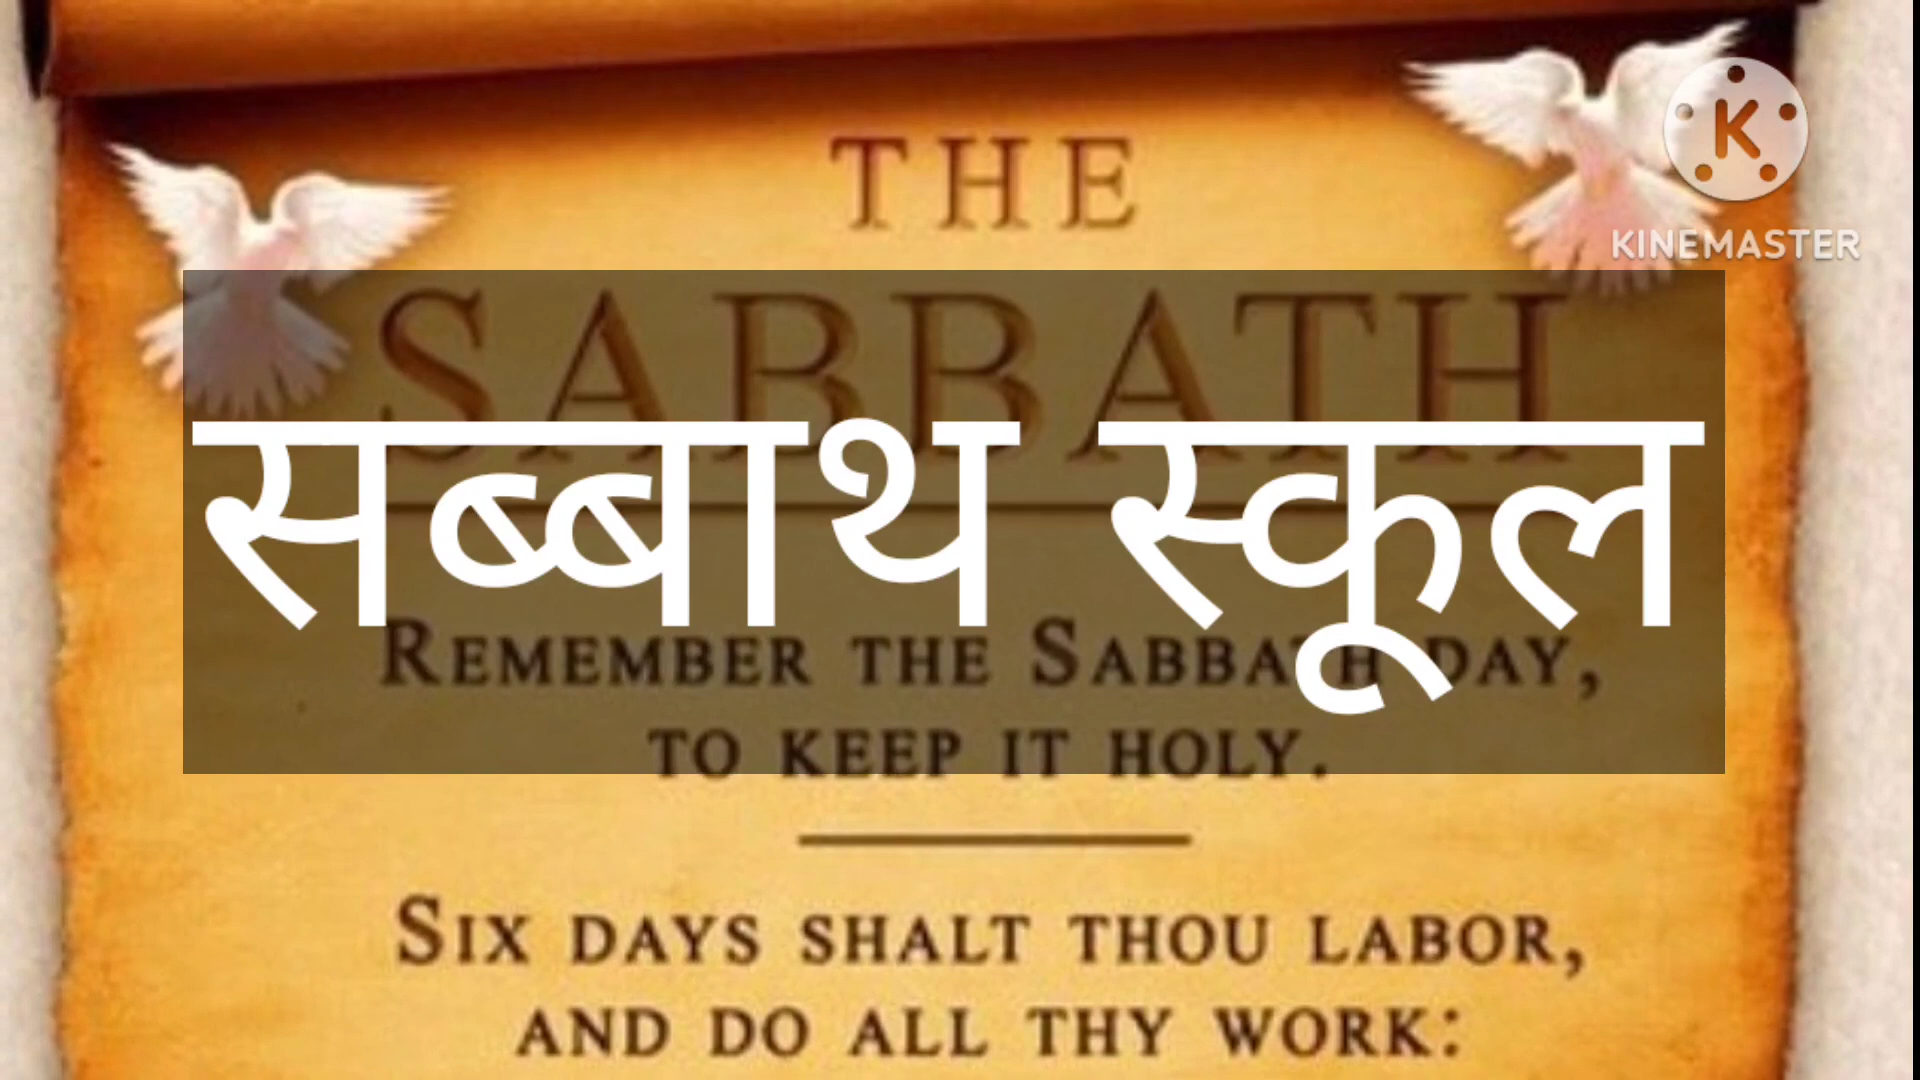 THE
K
KINEMASTER
SABBATH
सब्बाथ स्कूल
REMEMBER THE SABBATH DAY,
TO KEEP IT HOLY.
SIX DAYS SHALT THOU LABOR,
AND DO ALL THY WORK: